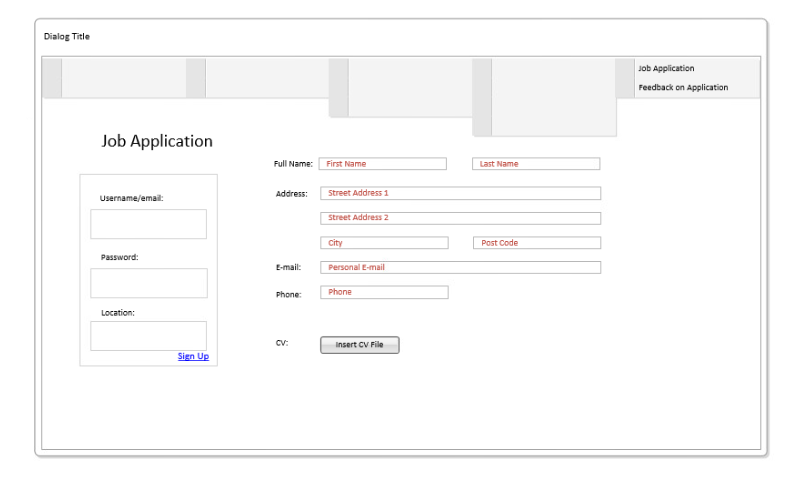 Dialog Title
Job Application
Feedback on Application
Job Application
Username/email:
Password:
Location:
Sign Up
Full Name: First Name Last Name
Address: Street Address 1
Street Address 2
City Post Code
E-mail: Personal E-mail
Phone: Phone
CV: Insert CV File